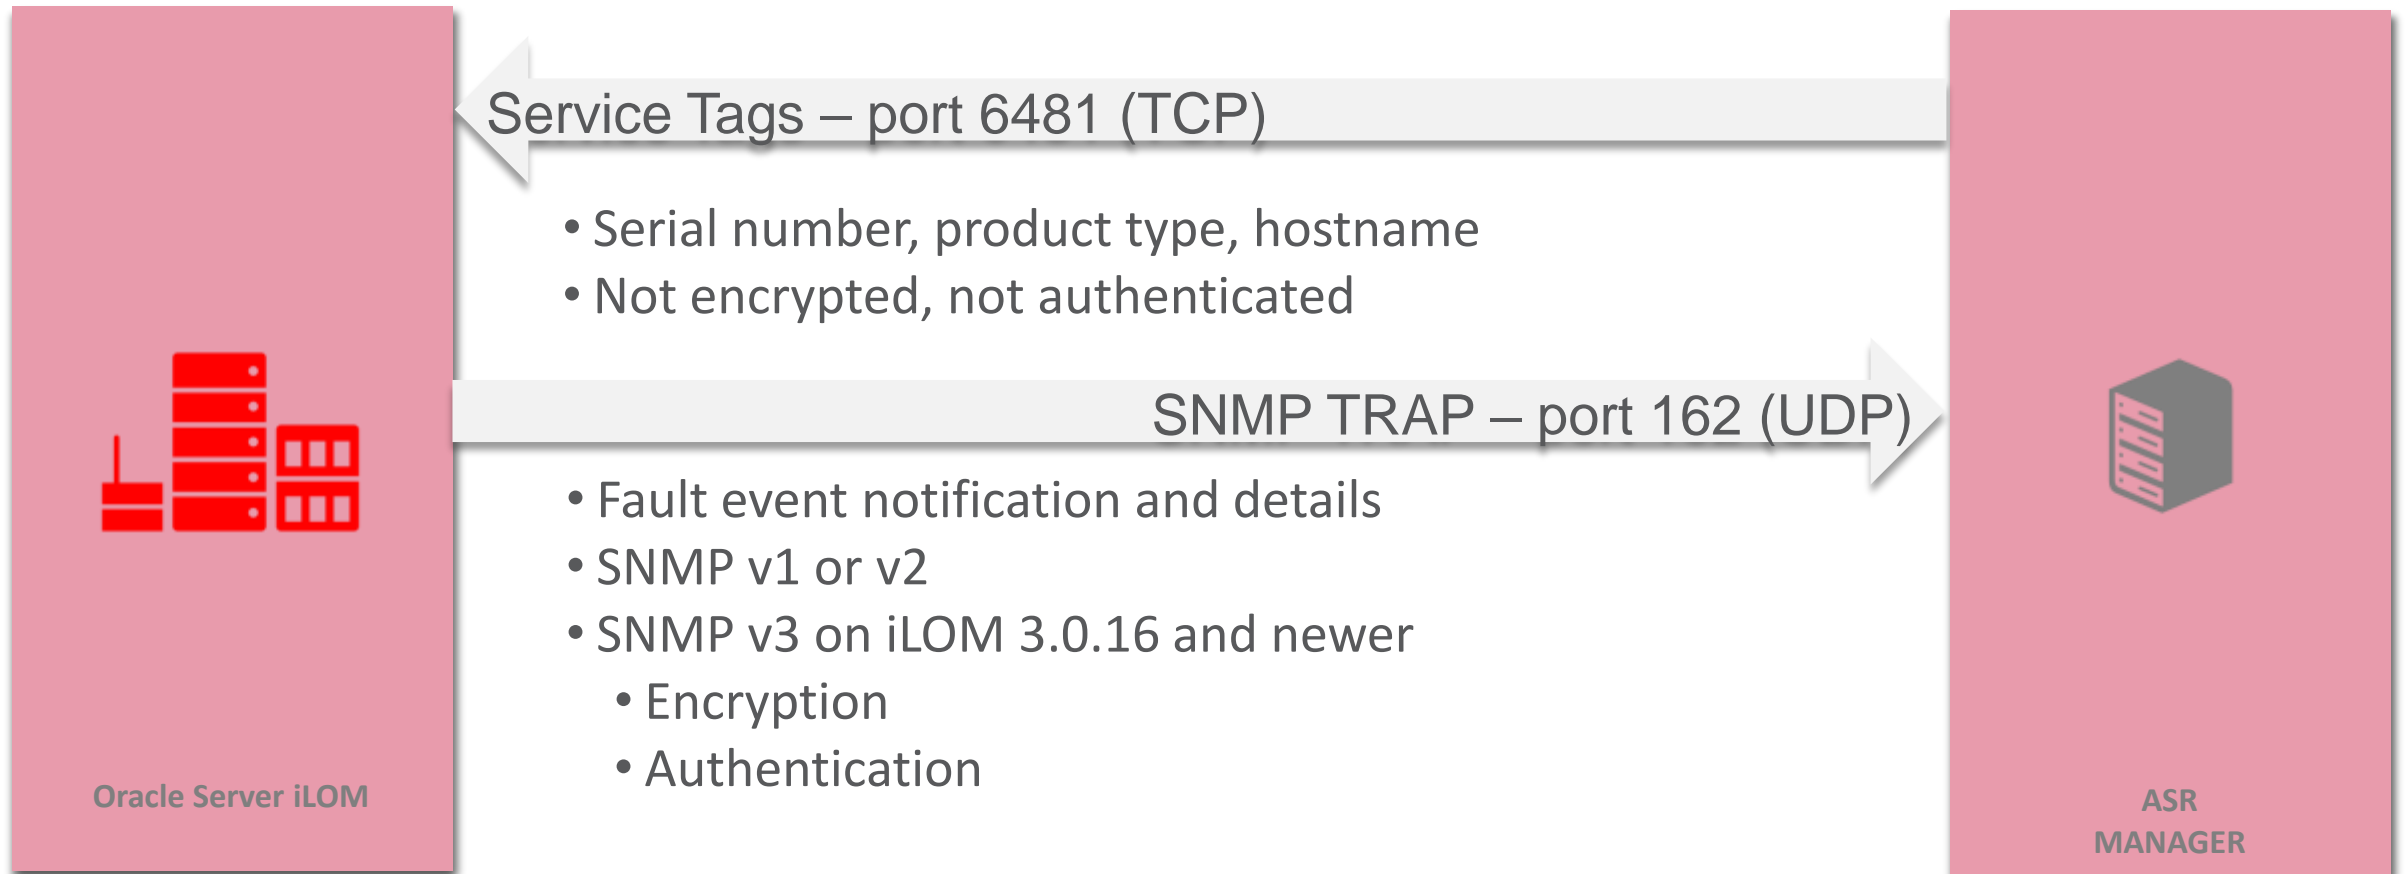 Service Tags – port 6481 (TCP)
• Serial number, product type, hostname
• Not encrypted, not authenticated
SNMP TRAP – port 162 (UDP)
• Fault event notification and details
• SNMP v1 or v2
• SNMP v3 on iLOM 3.0.16 and newer
• Encryption
• Authentication
Oracle Server iLOM
ASR
MANAGER